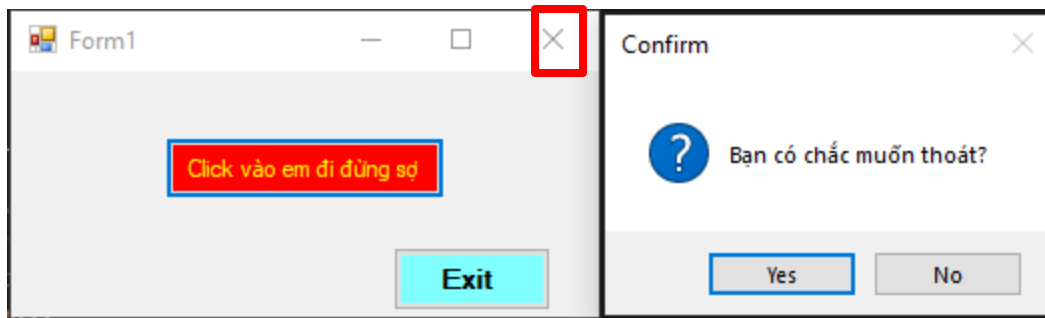 Form1
Click vào em đi đừng sợ
Exit
Confirm
Bạn có chắc muốn thoát?
Yes
No